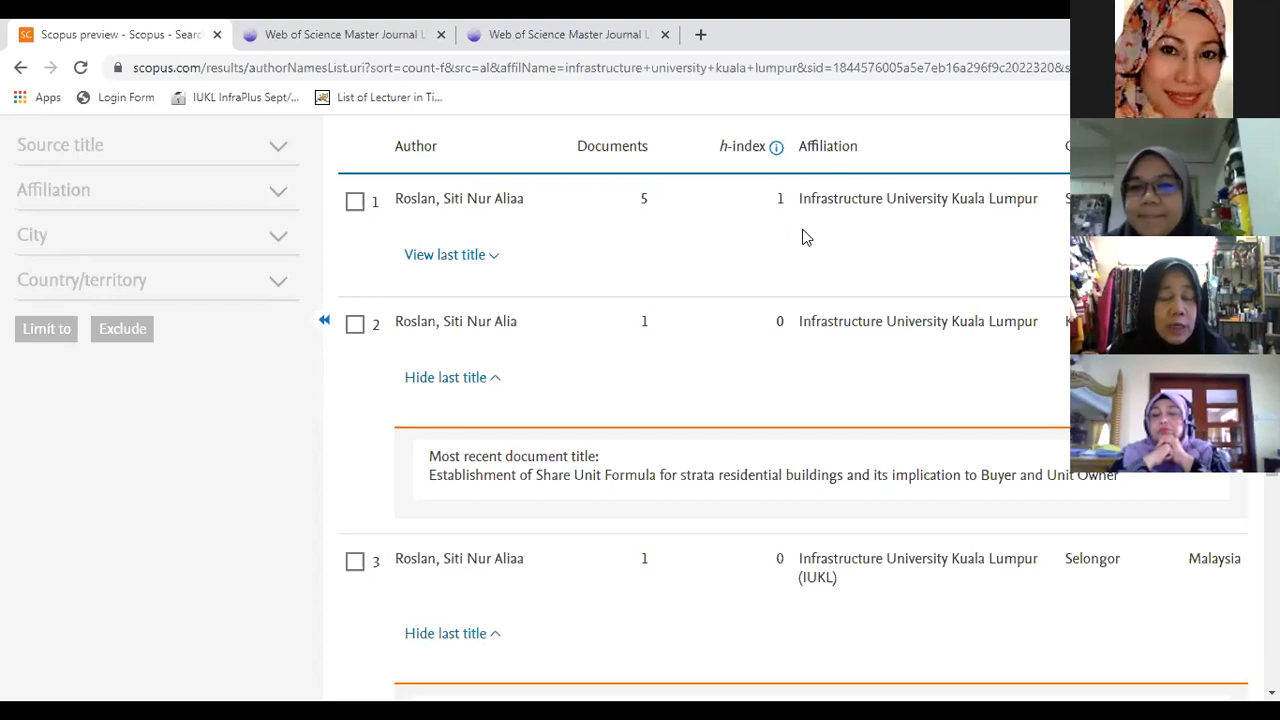 Scopus preview - Scopus - Searc
Web of Science Master Journal L
Web of Science Master Journal L
scopus.com/results/authorNamesList.uri?sort=count-f&src=al&affilName=infrastructure+university+kuala+lumpur&sid=1844576005a5e7eb16a296f9c2022320&s
Apps
Login Form
IUKL InfraPlus Sept/...
List of Lecturer in Ti...
Source title
Affiliation
City
Country/territory
Limit to
Exclude
Author Documents h-index Affiliation
1 Roslan, Siti Nur Aliaa 5 1 Infrastructure University Kuala Lumpur
View last title
2 Roslan, Siti Nur Alia 1 0 Infrastructure University Kuala Lumpur
Hide last title
Most recent document title:
Establishment of Share Unit Formula for strata residential buildings and its implication to Buyer and Unit Owner
3 Roslan, Siti Nur Aliaa 1 0 Infrastructure University Kuala Lumpur Selongor Malaysia
(IUKL)
Hide last title